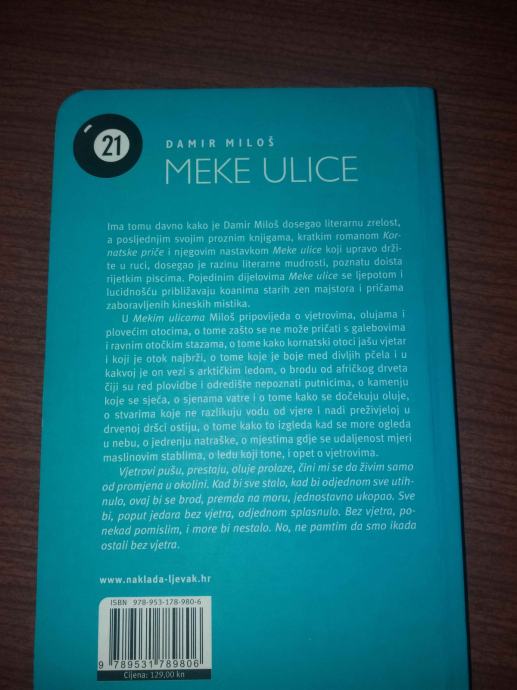 21
DAMIR MILOŠ
MEKE ULICE
Ima tomu davno kako je Damir Miloš dosegao literarnu zrelost,
a posljednjim svojim proznim knjigama, kratkim romanom Kor-
natske priče i njegovim nastavkom Meke ulice koji upravo drži-
te u ruci, dosegao je razinu literarne mudrosti, poznatu doista
rijetkim piscima. Pojedinim dijelovima Meke ulice se ljepotom i
lucidnošću približavaju koanima starih zen majstora i pričama
zaboravljenih kineskih mistika.
U Mekim ulicama Miloš pripovijeda o vjetrovima, olujama i
plovećim otocima, o tome zašto se ne može pričati s galebovima
i ravnim otočkim stazama, o tome kako kornatski otoci jašu vjetar
i koji je otok najbrži, o tome koje je boje med divljih pčela i u
kakvoj je on vezi s arktičkim ledom, o brodu od afričkog drveta
čiji su red plovidbe i odredište nepoznati putnicima, o kamenju
koje se sjeća, o sjenama vatre i o tome kako se dočekuju oluje,
o stvarima koje ne razlikuju vodu od vjere i nadi preživjeloj u
drvenoj dršci ostiju, o tome kako to izgleda kad se more ogleda
u nebu, o jedrenju natraške, o mjestima gdje se udaljenost mjeri
maslinovim stablima, o ledu koji tone, i opet o vjetrovima.
Vjetrovi pušu, prestaju, oluje prolaze, čini mi se da živim samo
od promjena u okolini. Kad bi sve stalo, kad bi odjednom sve utih-
nulo, ovaj bi se brod, premda na moru, jednostavno ukopao. Sve
bi, poput jedara bez vjetra, odjednom splasnulo. Bez vjetra, po-
nekad pomislim, i more bi nestalo. No, ne pamtim da smo ikada
ostali bez vjetra.
www.naklada-ljevak.hr
ISBN 978-953-178-980-6
9 789531 789806
Cijena: 129,00 kn